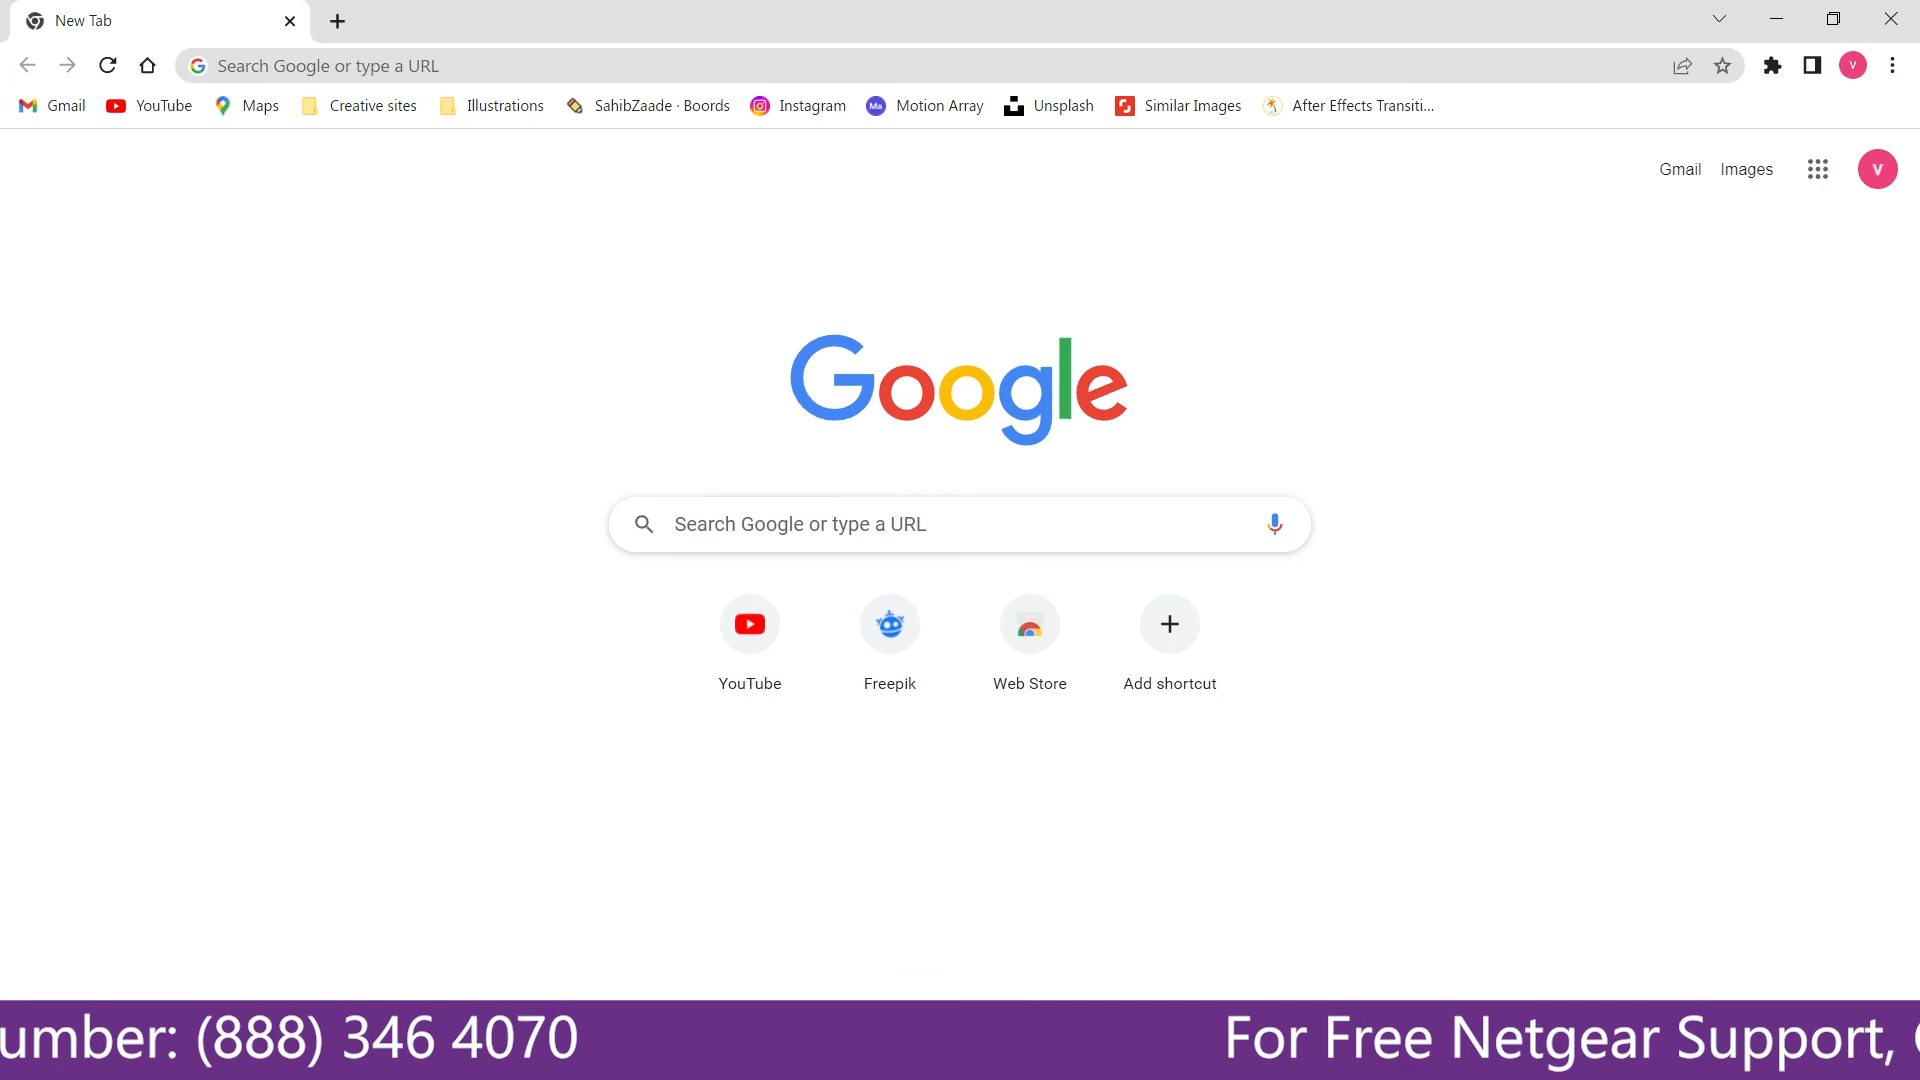 New Tab
Search Google or type a URL
V
Gmail YouTube Maps Creative sites Illustrations SahibZaade · Boords Instagram Ma Motion Array Unsplash Similar Images After Effects Transiti...
Gmail Images V
Google
Search Google or type a URL
YouTube Freepik Web Store Add shortcut
umber: (888) 346 4070 For Free Netgear Support,